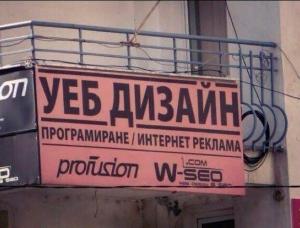 УЕБ ДИЗАЙН
ПРОГРАМИРАНЕ / ИНТЕРНЕТ РЕКЛАМА
profusion
W-SEO
.COM